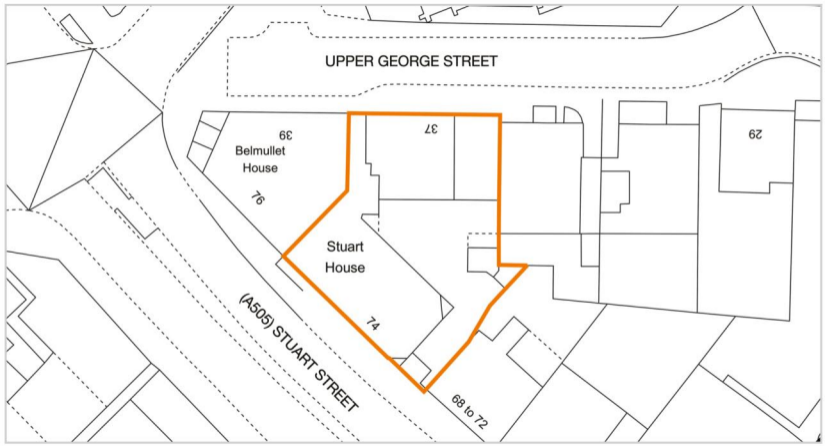 UPPER GEORGE STREET
39
37
29
Belmullet
House
76
Stuart
House
74
(A505) STUART STREET
68 to 72